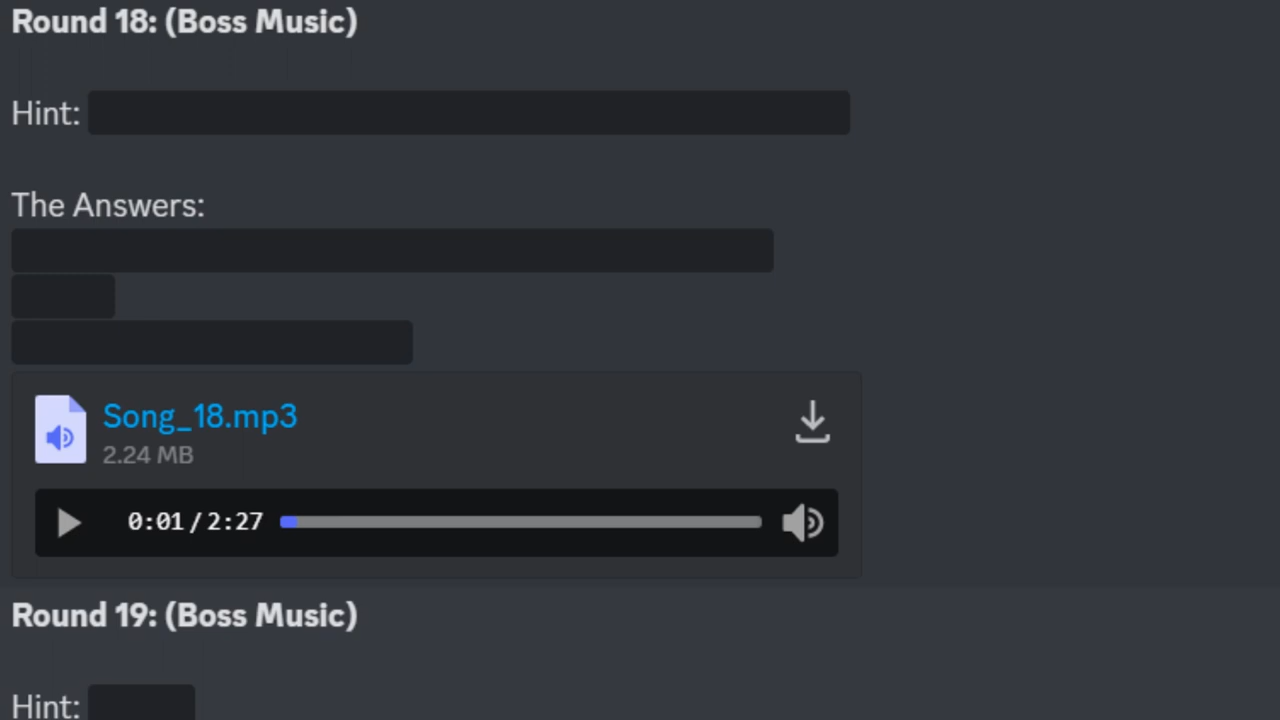 Round 18: (Boss Music)
Hint:
The Answers:
Song_18.mp3
2.24 MB
0:01 / 2:27
Round 19: (Boss Music)
Hint: